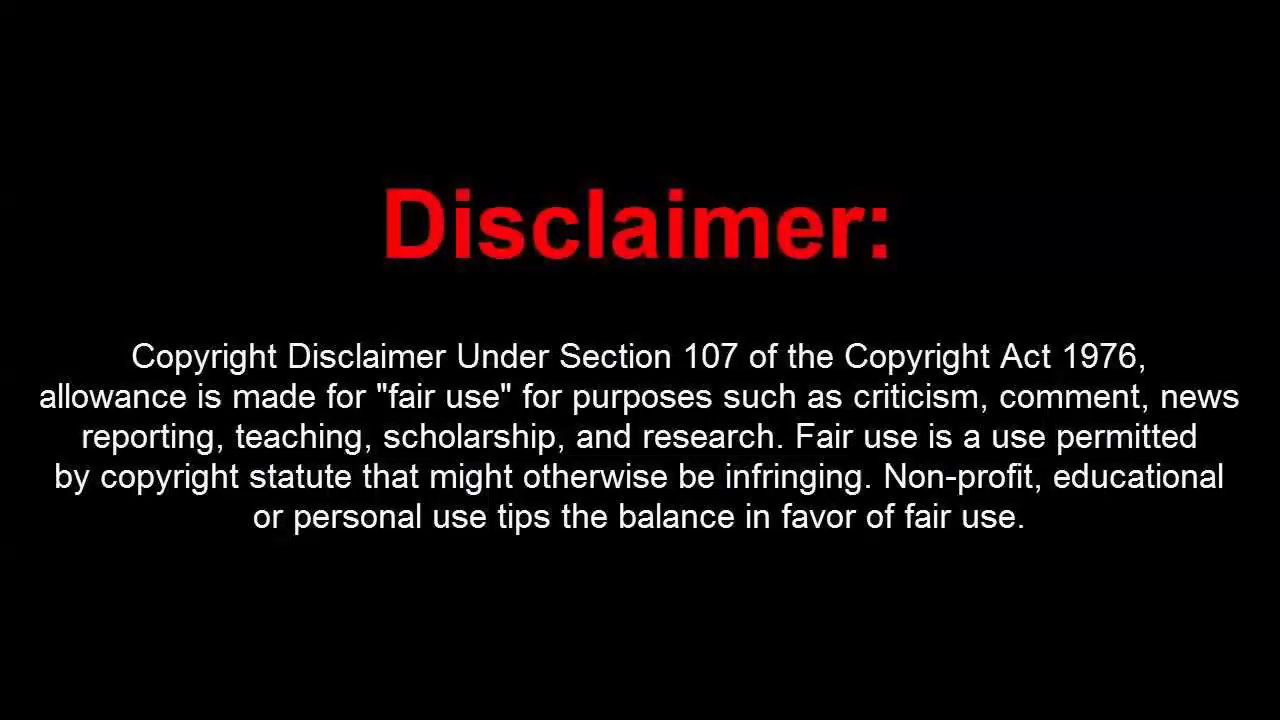 Disclaimer:
Copyright Disclaimer Under Section 107 of the Copyright Act 1976,
allowance is made for "fair use" for purposes such as criticism, comment, news
reporting, teaching, scholarship, and research. Fair use is a use permitted
by copyright statute that might otherwise be infringing. Non-profit, educational
or personal use tips the balance in favor of fair use.